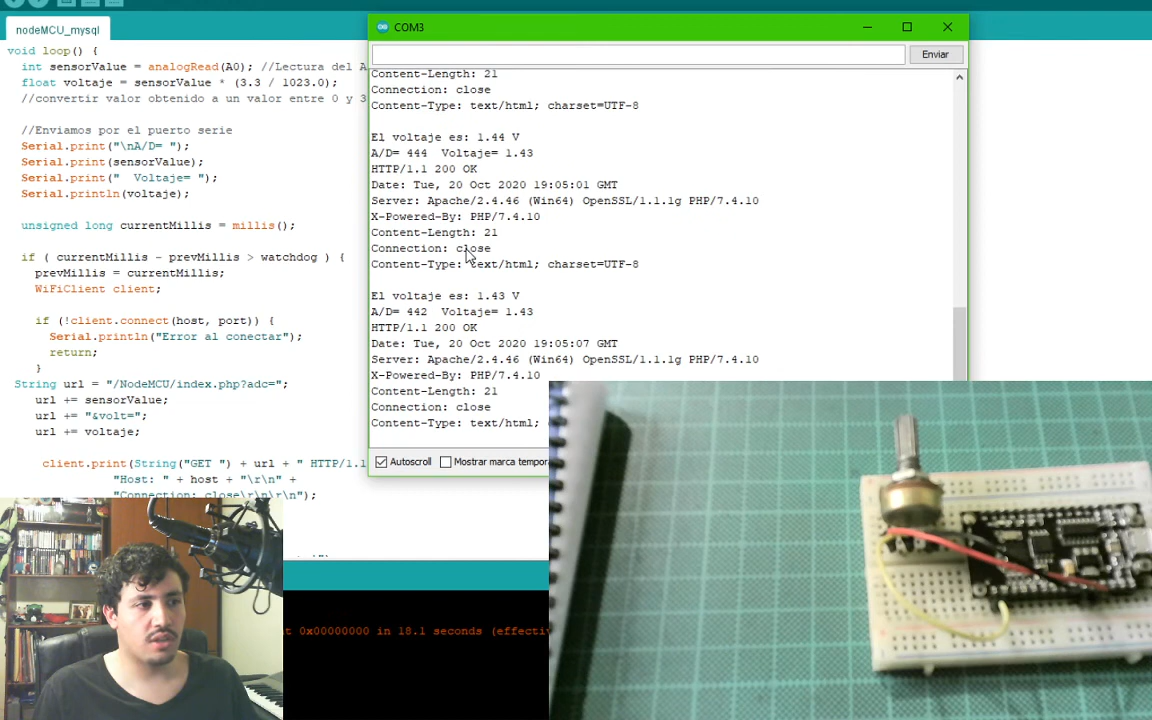 nodeMCU_mysql
void loop() {
int sensorValue = analogRead(A0); //Lectura del A
float voltaje = sensorValue * (3.3 / 1023.0);
//convertir valor obtenido a un valor entre 0 y 3
//Enviamos por el puerto serie
Serial.print("\nA/D= ");
Serial.print(sensorValue);
Serial.print("  Voltaje= ");
Serial.println(voltaje);
unsigned long currentMillis = millis();
if ( currentMillis - prevMillis > watchdog ) {
prevMillis = currentMillis;
WiFiClient client;
if (!client.connect(host, port)) {
Serial.println("Error al conectar");
return;
}
String url = "/NodeMCU/index.php?adc=";
url += sensorValue;
url += "&volt=";
url += voltaje;
client.print(String("GET ") + url + " HTTP/1.1
"Host: " + host + "\r\n" +
"Connection: close\r\n\r\n");
COM3
Enviar
Content-Length: 21
Connection: close
Content-Type: text/html; charset=UTF-8
El voltaje es: 1.44 V
A/D= 444  Voltaje= 1.43
HTTP/1.1 200 OK
Date: Tue, 20 Oct 2020 19:05:01 GMT
Server: Apache/2.4.46 (Win64) OpenSSL/1.1.1g PHP/7.4.10
X-Powered-By: PHP/7.4.10
Content-Length: 21
Connection: close
Content-Type: text/html; charset=UTF-8
El voltaje es: 1.43 V
A/D= 442  Voltaje= 1.43
HTTP/1.1 200 OK
Date: Tue, 20 Oct 2020 19:05:07 GMT
Server: Apache/2.4.46 (Win64) OpenSSL/1.1.1g PHP/7.4.10
X-Powered-By: PHP/7.4.10
Content-Length: 21
Connection: close
Content-Type: text/html;
Autoscroll Mostrar marca tempor
0x00000000 in 18.1 seconds (effectiv